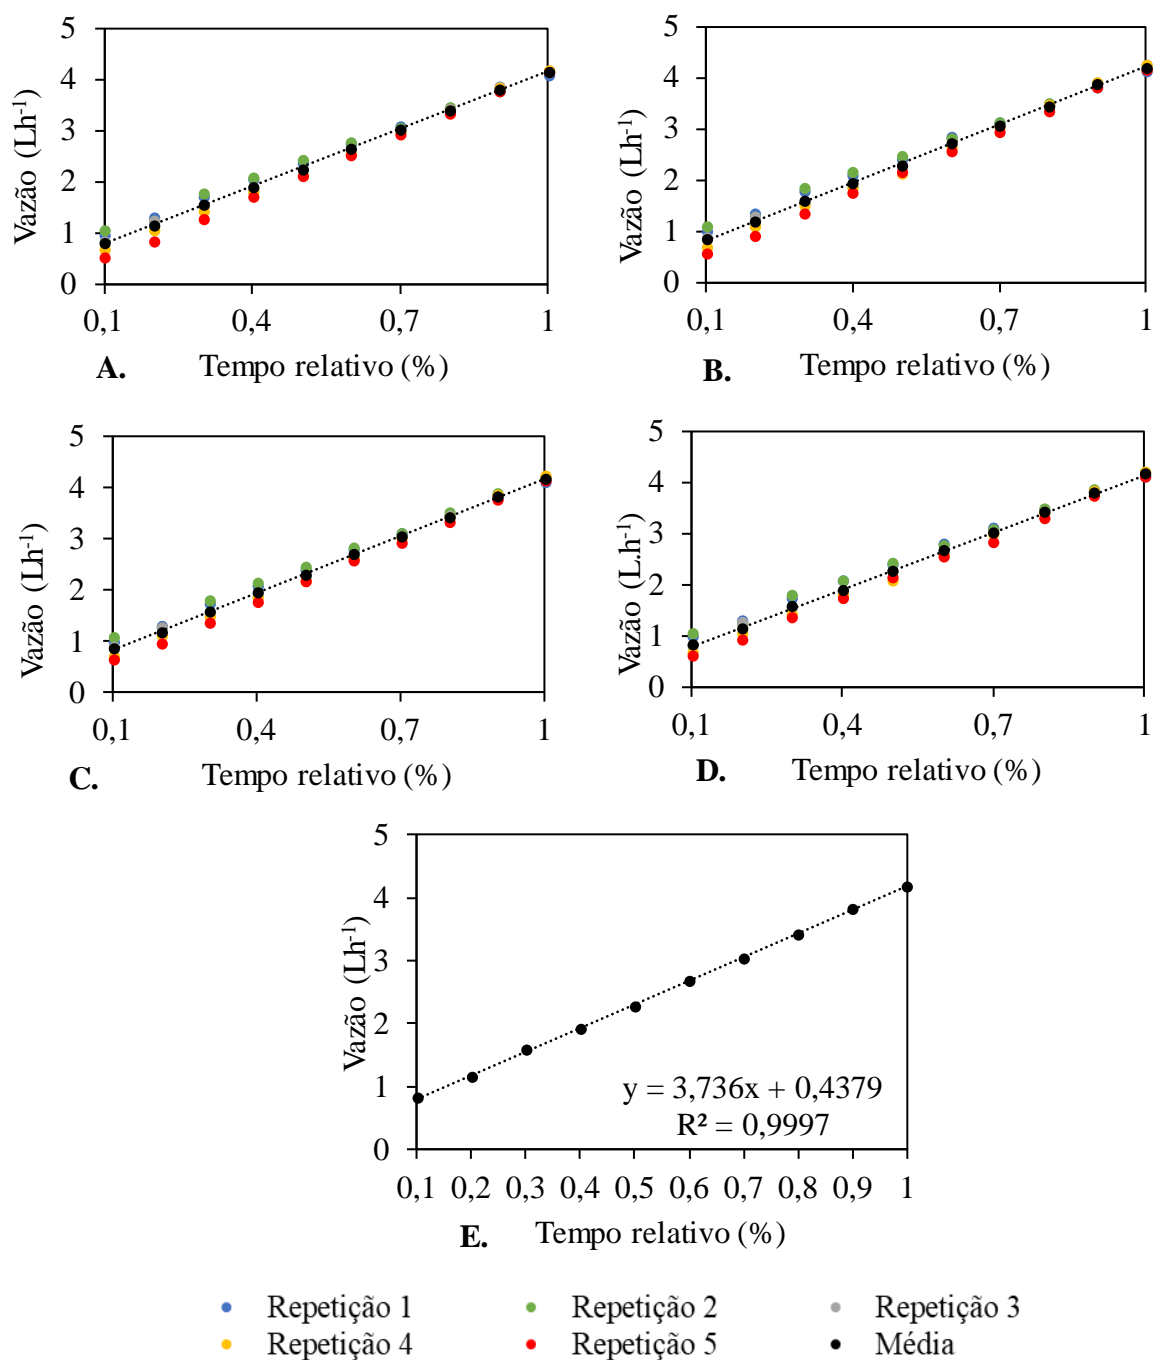 5
4
3
2
1
0
Vazão (Lh⁻¹)
0,1 0,4 0,7 1
A. Tempo relativo (%)
5
4
3
2
1
0
Vazão (Lh⁻¹)
0,1 0,4 0,7 1
B. Tempo relativo (%)
5
4
3
2
1
0
Vazão (Lh⁻¹)
0,1 0,4 0,7 1
C. Tempo relativo (%)
5
4
3
2
1
0
Vazão (L.h⁻¹)
0,1 0,4 0,7 1
D. Tempo relativo (%)
5
4
3
2
1
0
Vazão (Lh⁻¹)
y = 3,736x + 0,4379
R² = 0,9997
0,1 0,2 0,3 0,4 0,5 0,6 0,7 0,8 0,9 1
E. Tempo relativo (%)
Repetição 1 Repetição 2 Repetição 3
Repetição 4 Repetição 5 Média